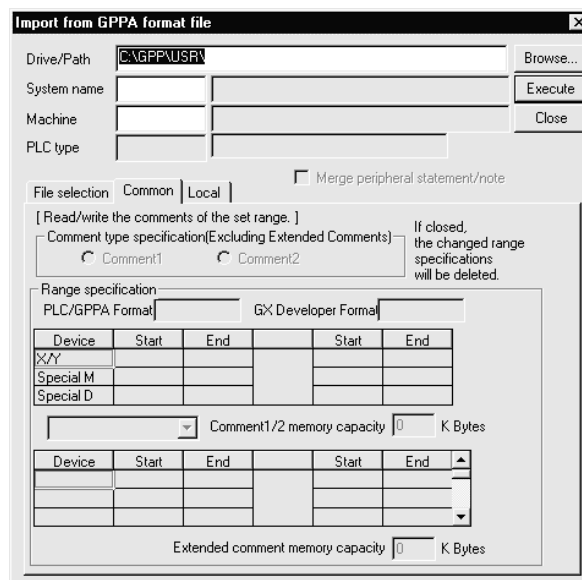 Import from GPPA format file
Drive/Path C:\GPP\USR\ Browse...
System name Execute
Machine Close
PLC type
Merge peripheral statement/note
File selection Common Local
[ Read/write the comments of the set range. ]
Comment type specification(Excluding Extended Comments)
Comment1 Comment2
If closed,
the changed range
specifications
will be deleted.
Range specification
PLC/GPPA Format GX Developer Format
Device Start End Start End
X/Y
Special M
Special D
Comment1/2 memory capacity 0 K Bytes
Device Start End Start End
Extended comment memory capacity 0 K Bytes